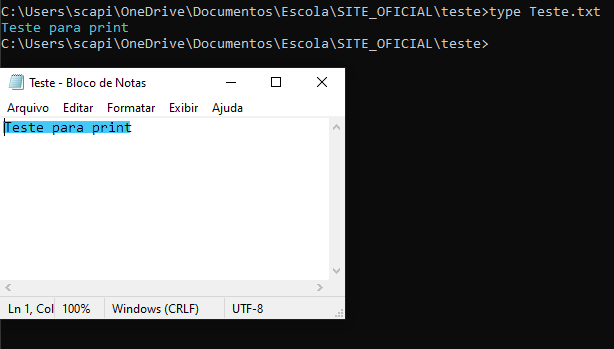 C:\Users\scapi\OneDrive\Documentos\Escola\SITE_OFICIAL\teste>type Teste.txt
Teste para print
C:\Users\scapi\OneDrive\Documentos\Escola\SITE_OFICIAL\teste>
Teste - Bloco de Notas
Arquivo Editar Formatar Exibir Ajuda
Teste para print
Ln 1, Col 100% Windows (CRLF) UTF-8